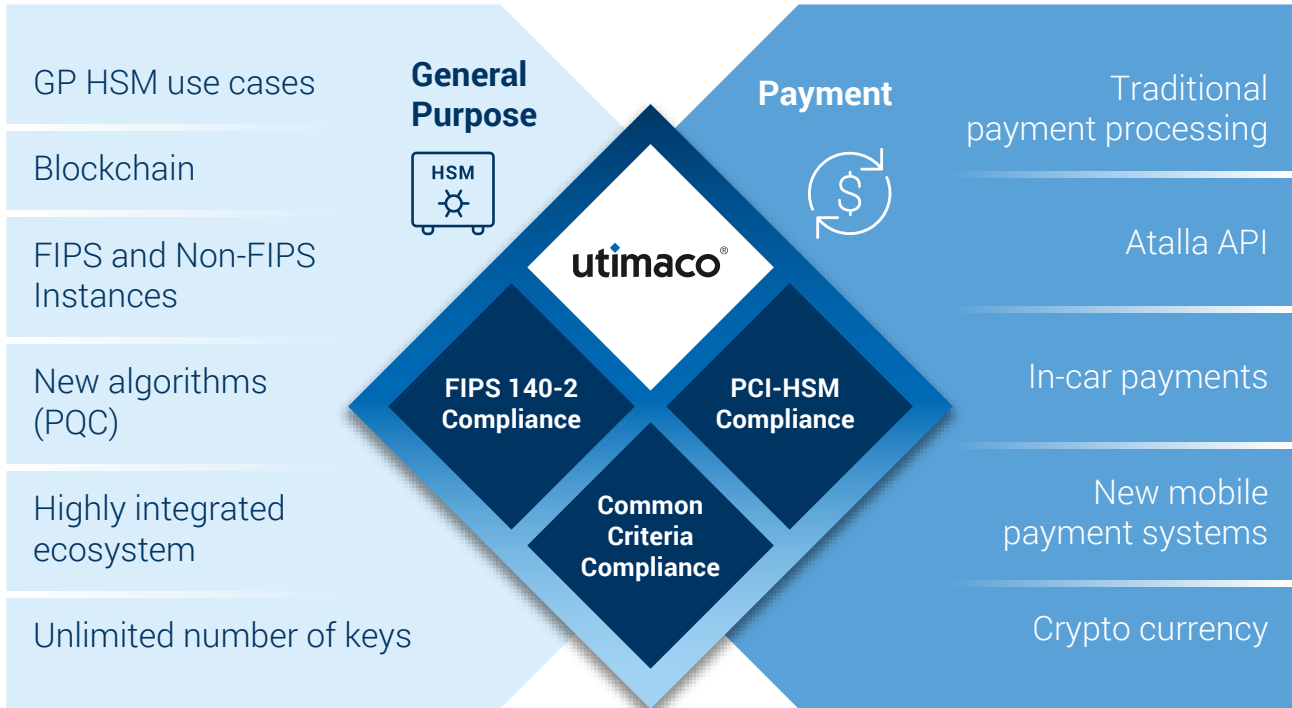 GP HSM use cases
Blockchain
FIPS and Non-FIPS
Instances
New algorithms
(PQC)
Highly integrated
ecosystem
Unlimited number of keys
General
Purpose
HSM
utimaco®
FIPS 140-2
Compliance
PCI-HSM
Compliance
Common
Criteria
Compliance
Payment
$
Traditional
payment processing
Atalla API
In-car payments
New mobile
payment systems
Crypto currency